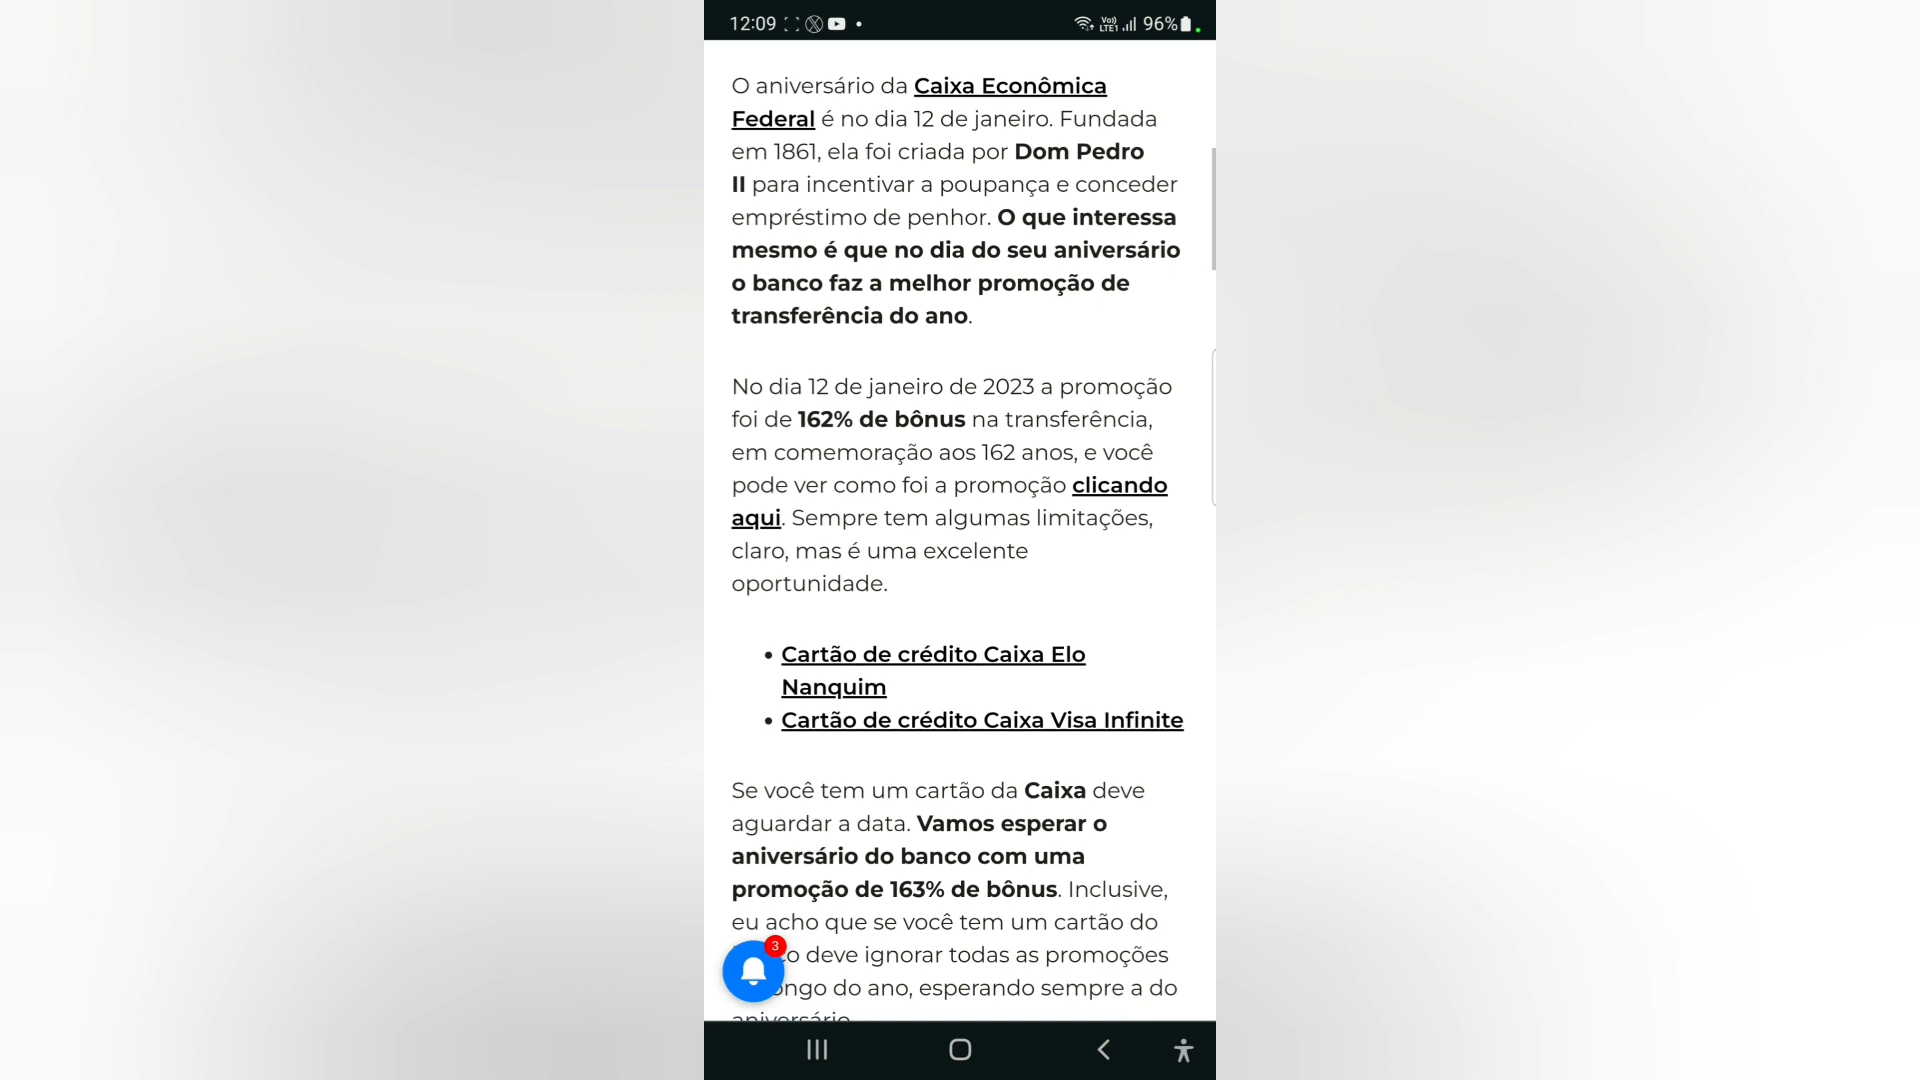 12:09
Vo))
LTE1
96%
O aniversário da Caixa Econômica
Federal é no dia 12 de janeiro. Fundada
em 1861, ela foi criada por Dom Pedro
II para incentivar a poupança e conceder
empréstimo de penhor. O que interessa
mesmo é que no dia do seu aniversário
o banco faz a melhor promoção de
transferência do ano.
No dia 12 de janeiro de 2023 a promoção
foi de 162% de bônus na transferência,
em comemoração aos 162 anos, e você
pode ver como foi a promoção clicando
aqui. Sempre tem algumas limitações,
claro, mas é uma excelente
oportunidade.
• Cartão de crédito Caixa Elo
Nanquim
• Cartão de crédito Caixa Visa Infinite
Se você tem um cartão da Caixa deve
aguardar a data. Vamos esperar o
aniversário do banco com uma
promoção de 163% de bônus. Inclusive,
eu acho que se você tem um cartão do
3
deve ignorar todas as promoções
do ano, esperando sempre a do
aniversário